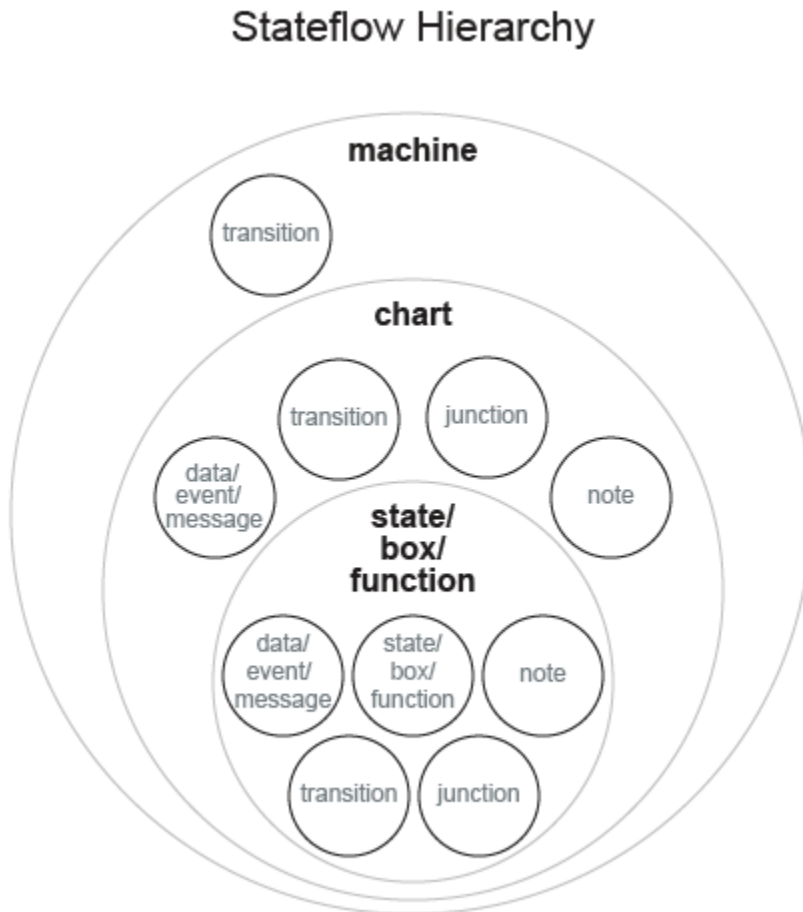 Stateflow Hierarchy
machine
transition
chart
transition
junction
data/
event/
message
note
state/
box/
function
data/
event/
message
state/
box/
function
note
transition
junction